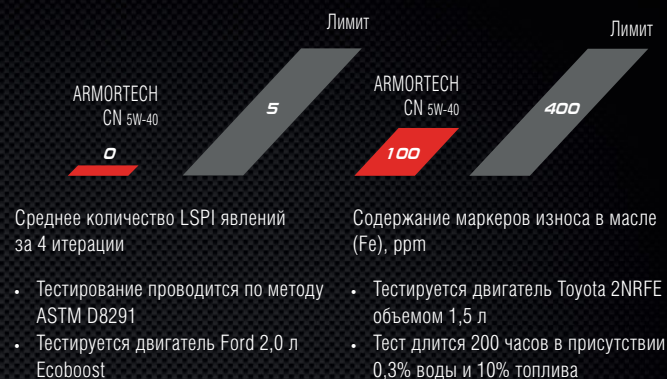 Лимит
ARMORTECH
CN 5W-40
0
5
Среднее количество LSPI явлений
за 4 итерации
• Тестирование проводится по методу
ASTM D8291
• Тестируется двигатель Ford 2,0 л
Ecoboost
Лимит
ARMORTECH
CN 5W-40
100
400
Содержание маркеров износа в масле
(Fe), ppm
• Тестируется двигатель Toyota 2NRFE
объемом 1,5 л
• Тест длится 200 часов в присутствии
0,3% воды и 10% топлива